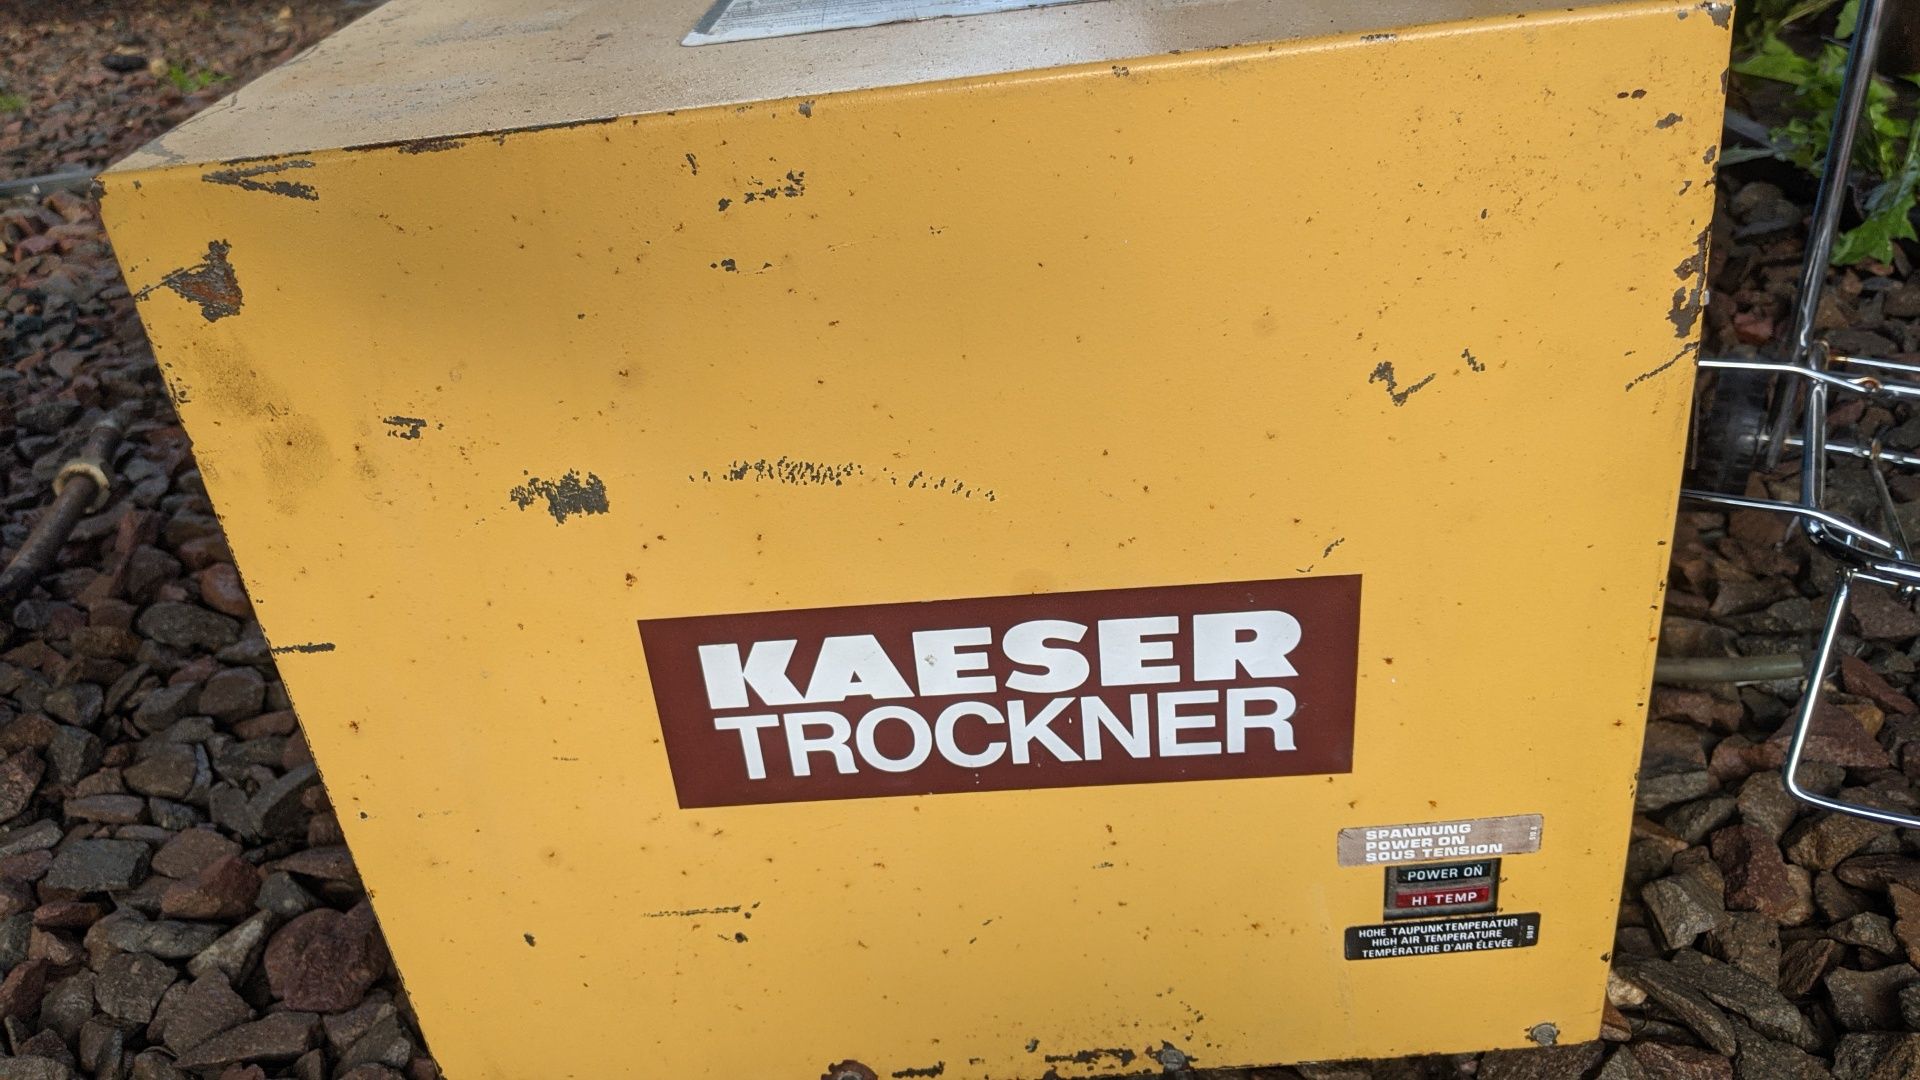 KAESER
TROCKNER
SPANNUNG
POWER ON
SOUS TENSION
POWER ON
HI TEMP
HOHE TAUPUNKTEMPERATUR
HIGH AIR TEMPERATURE
TEMPÉRATURE D'AIR ÉLEVÉE